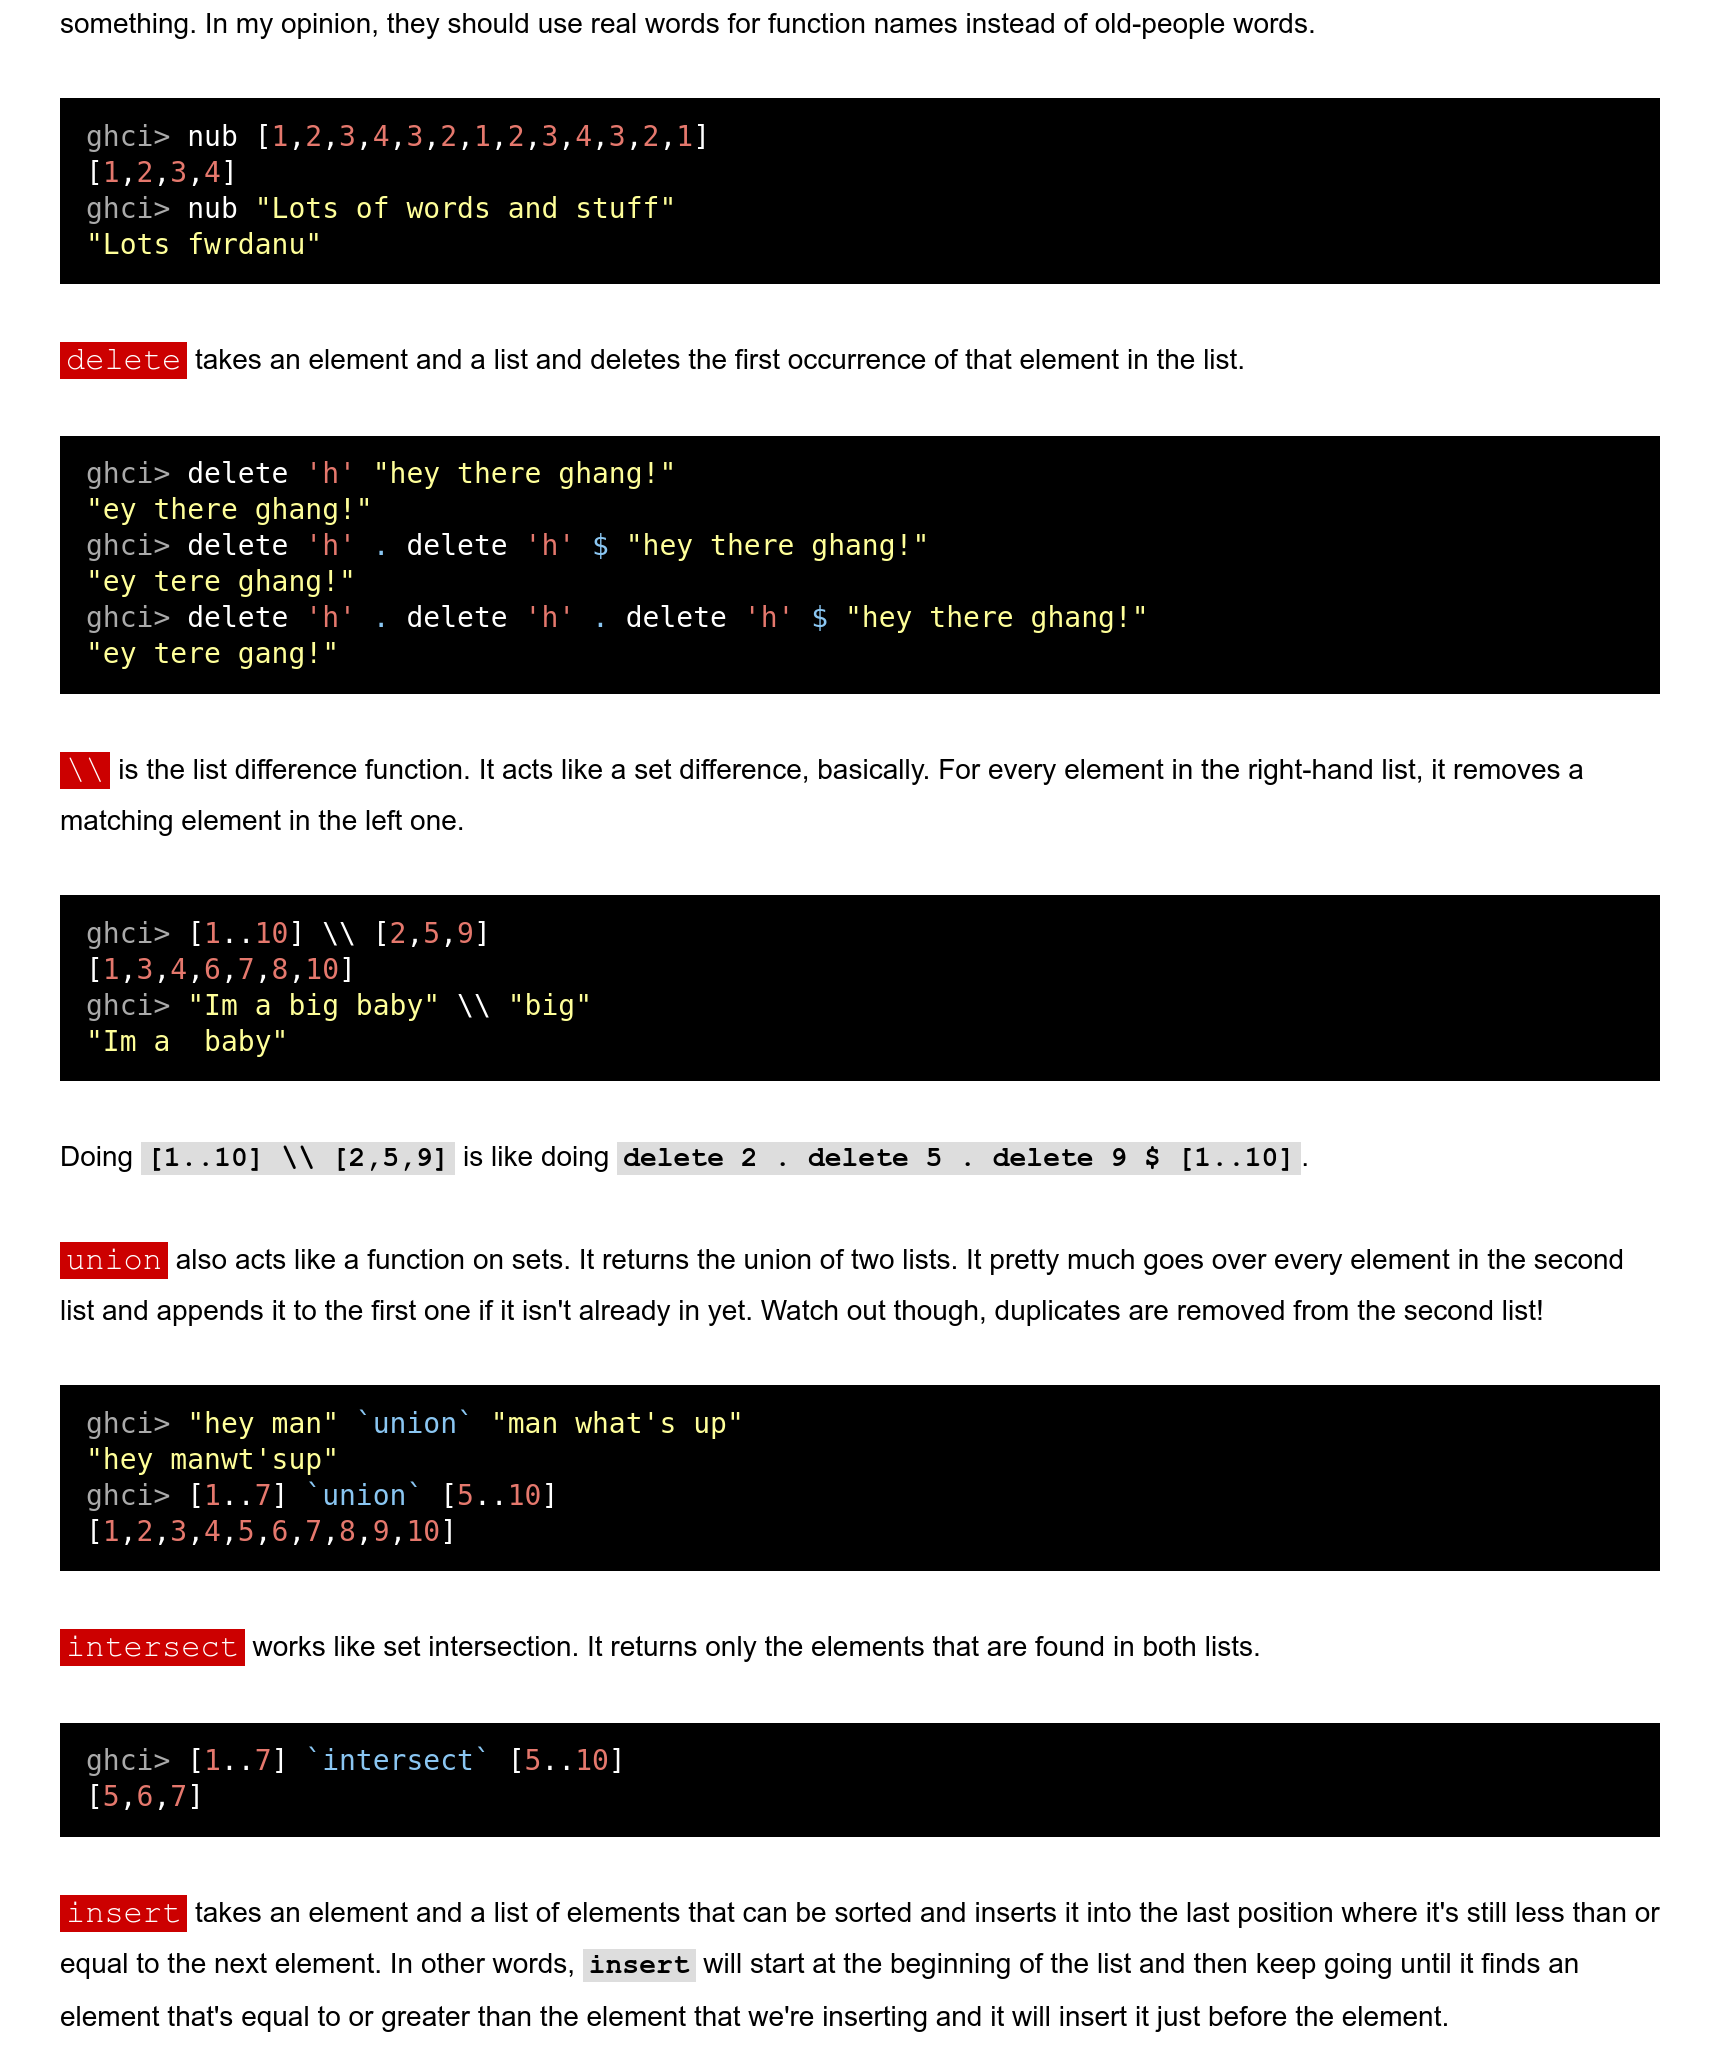 something. In my opinion, they should use real words for function names instead of old-people words.
ghci> nub [1,2,3,4,3,2,1,2,3,4,3,2,1]
[1,2,3,4]
ghci> nub "Lots of words and stuff"
"Lots fwrdanu"
delete takes an element and a list and deletes the first occurrence of that element in the list.
ghci> delete 'h' "hey there ghang!"
"ey there ghang!"
ghci> delete 'h' . delete 'h' $ "hey there ghang!"
"ey tere ghang!"
ghci> delete 'h' . delete 'h' . delete 'h' $ "hey there ghang!"
"ey tere gang!"
\\ is the list difference function. It acts like a set difference, basically. For every element in the right-hand list, it removes a
matching element in the left one.
ghci> [1..10] \\ [2,5,9]
[1,3,4,6,7,8,10]
ghci> "Im a big baby" \\ "big"
"Im a  baby"
Doing [1..10] \\ [2,5,9] is like doing delete 2 . delete 5 . delete 9 $ [1..10].
union also acts like a function on sets. It returns the union of two lists. It pretty much goes over every element in the second
list and appends it to the first one if it isn't already in yet. Watch out though, duplicates are removed from the second list!
ghci> "hey man" `union` "man what's up"
"hey manwt'sup"
ghci> [1..7] `union` [5..10]
[1,2,3,4,5,6,7,8,9,10]
intersect works like set intersection. It returns only the elements that are found in both lists.
ghci> [1..7] `intersect` [5..10]
[5,6,7]
insert takes an element and a list of elements that can be sorted and inserts it into the last position where it's still less than or
equal to the next element. In other words, insert will start at the beginning of the list and then keep going until it finds an
element that's equal to or greater than the element that we're inserting and it will insert it just before the element.